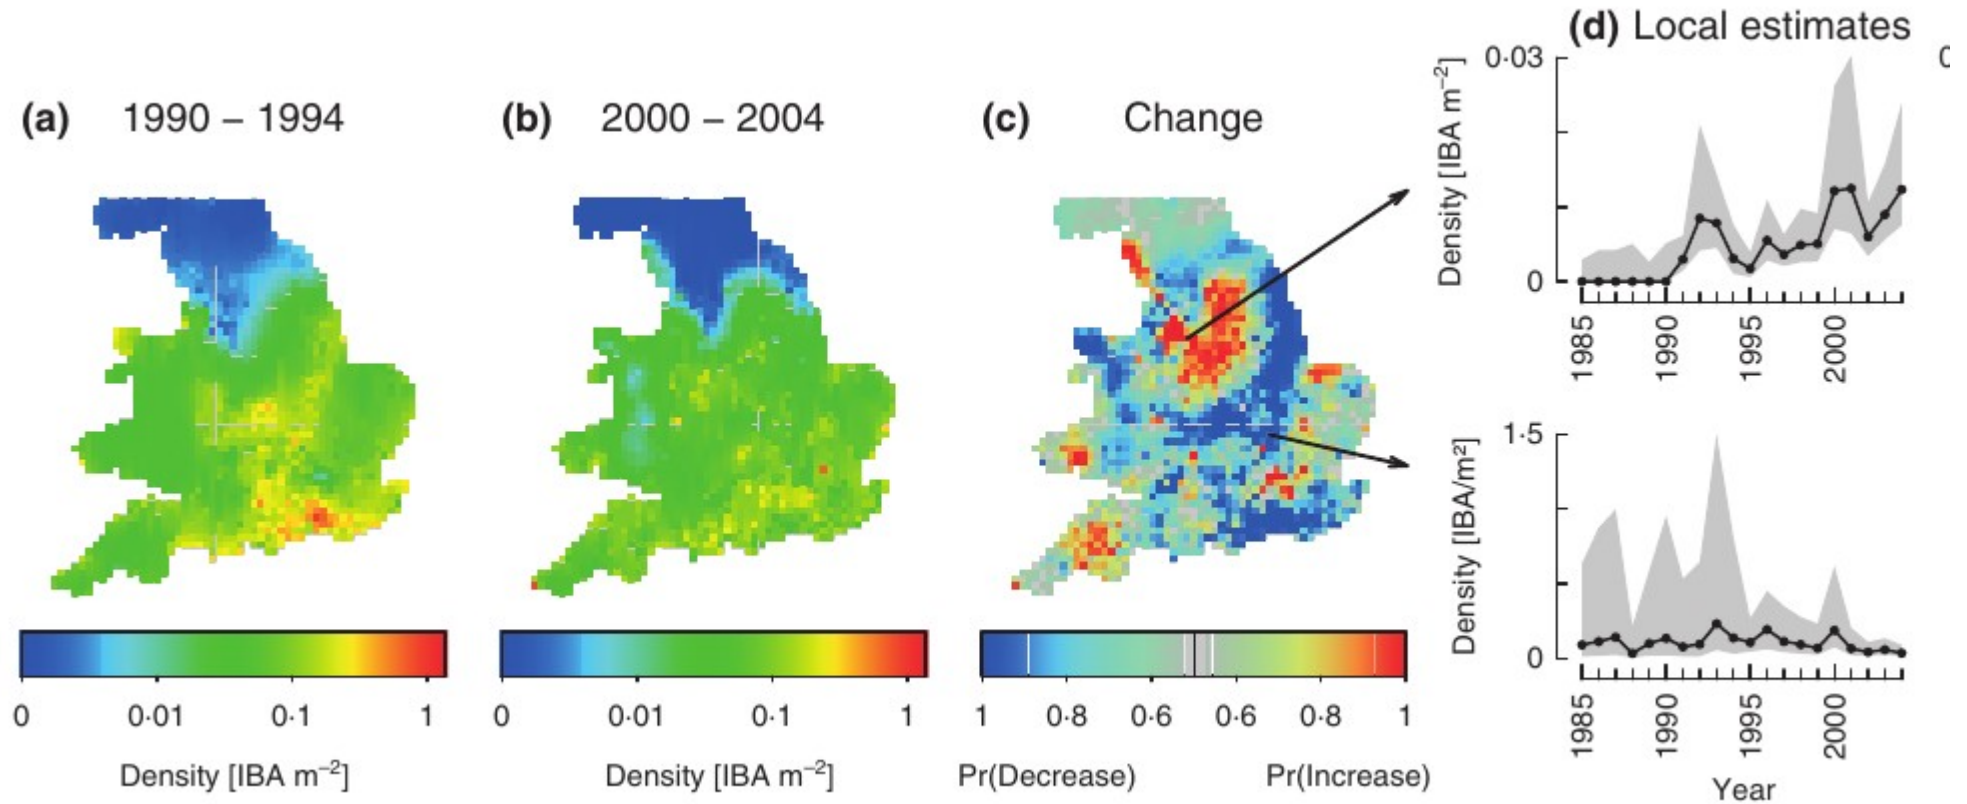 (d) Local estimates
(a) 1990 – 1994
(b) 2000 – 2004
(c) Change
Density [IBA m⁻²]
0·03
0
1985
1990
1995
2000
Density [IBA/m²]
1·5
0
1985
1990
1995
2000
Year
0 0·01 0·1 1
Density [IBA m⁻²]
0 0·01 0·1 1
Density [IBA m⁻²]
1 0·8 0·6 0·6 0·8 1
Pr(Decrease) Pr(Increase)